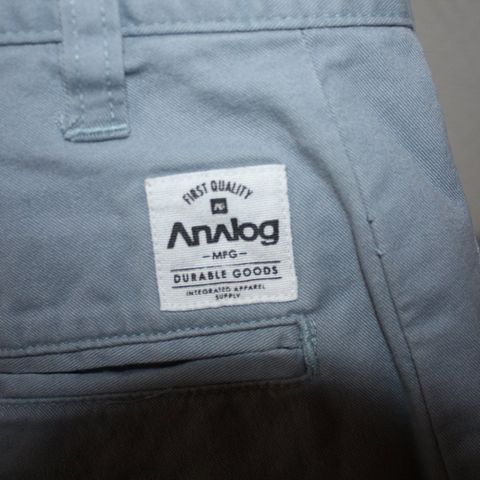 FIRST QUALITY
Analog
-MFG-
DURABLE GOODS
INTEGRATED APPAREL
SUPPLY